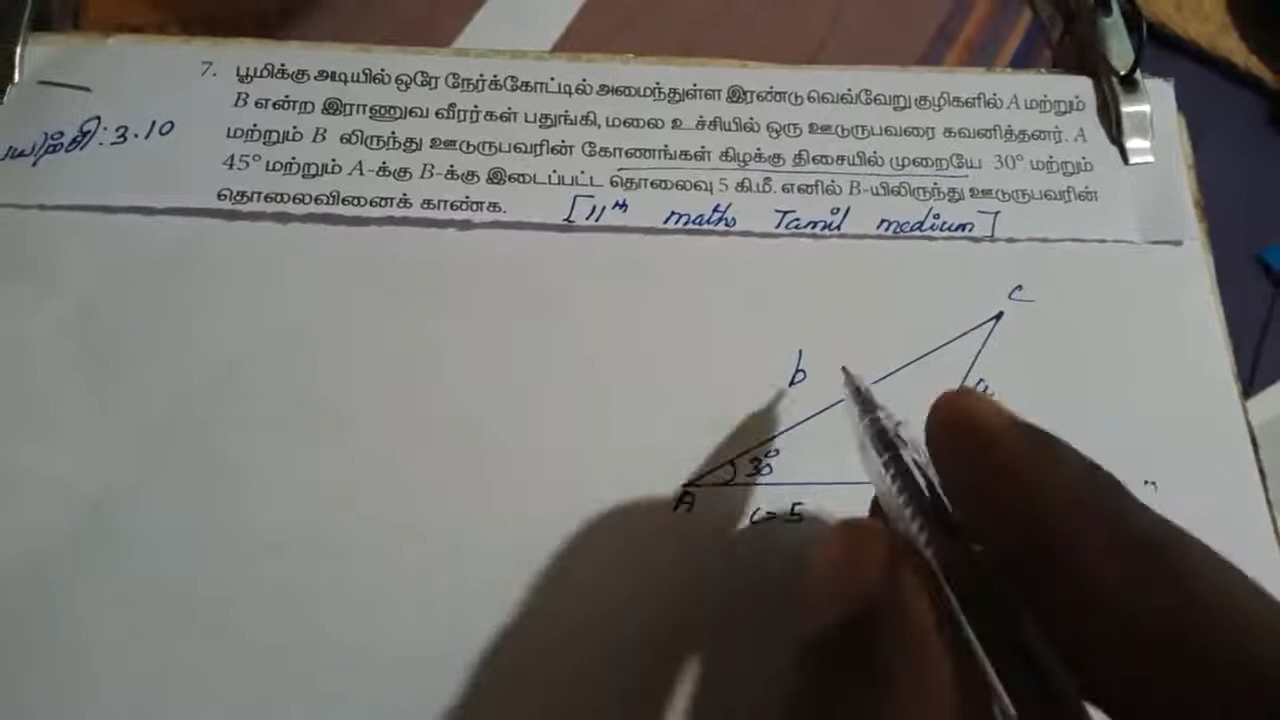 7. பூமிக்கு அடியில் ஒரே நேர்க்கோட்டில் அமைந்துள்ள இரண்டு வெவ்வேறு குழிகளில் A மற்றும்
B என்ற இராணுவ வீரர்கள் பதுங்கி, மலை உச்சியில் ஒரு ஊடுருபவரை கவனித்தனர். A
மற்றும் B லிருந்து ஊடுருபவரின் கோணங்கள் கிழக்கு திசையில் முறையே 30° மற்றும்
45° மற்றும் A-க்கு B-க்கு இடைப்பட்ட தொலைவு 5 கி.மீ. எனில் B-யிலிருந்து ஊடுருபவரின்
தொலைவினைக் காண்க. [11th maths Tamil medium]
3.10
C
b
a
30°
A
c= 5